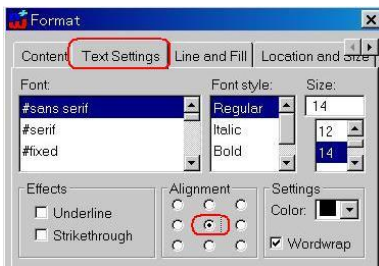 Format
Content Text Settings Line and Fill Location and Size
Font: Font style: Size:
#sans serif Regular 14
#serif Italic 12
#fixed Bold 14
Effects Alignment Settings
Underline Color:
Strikethrough Wordwrap